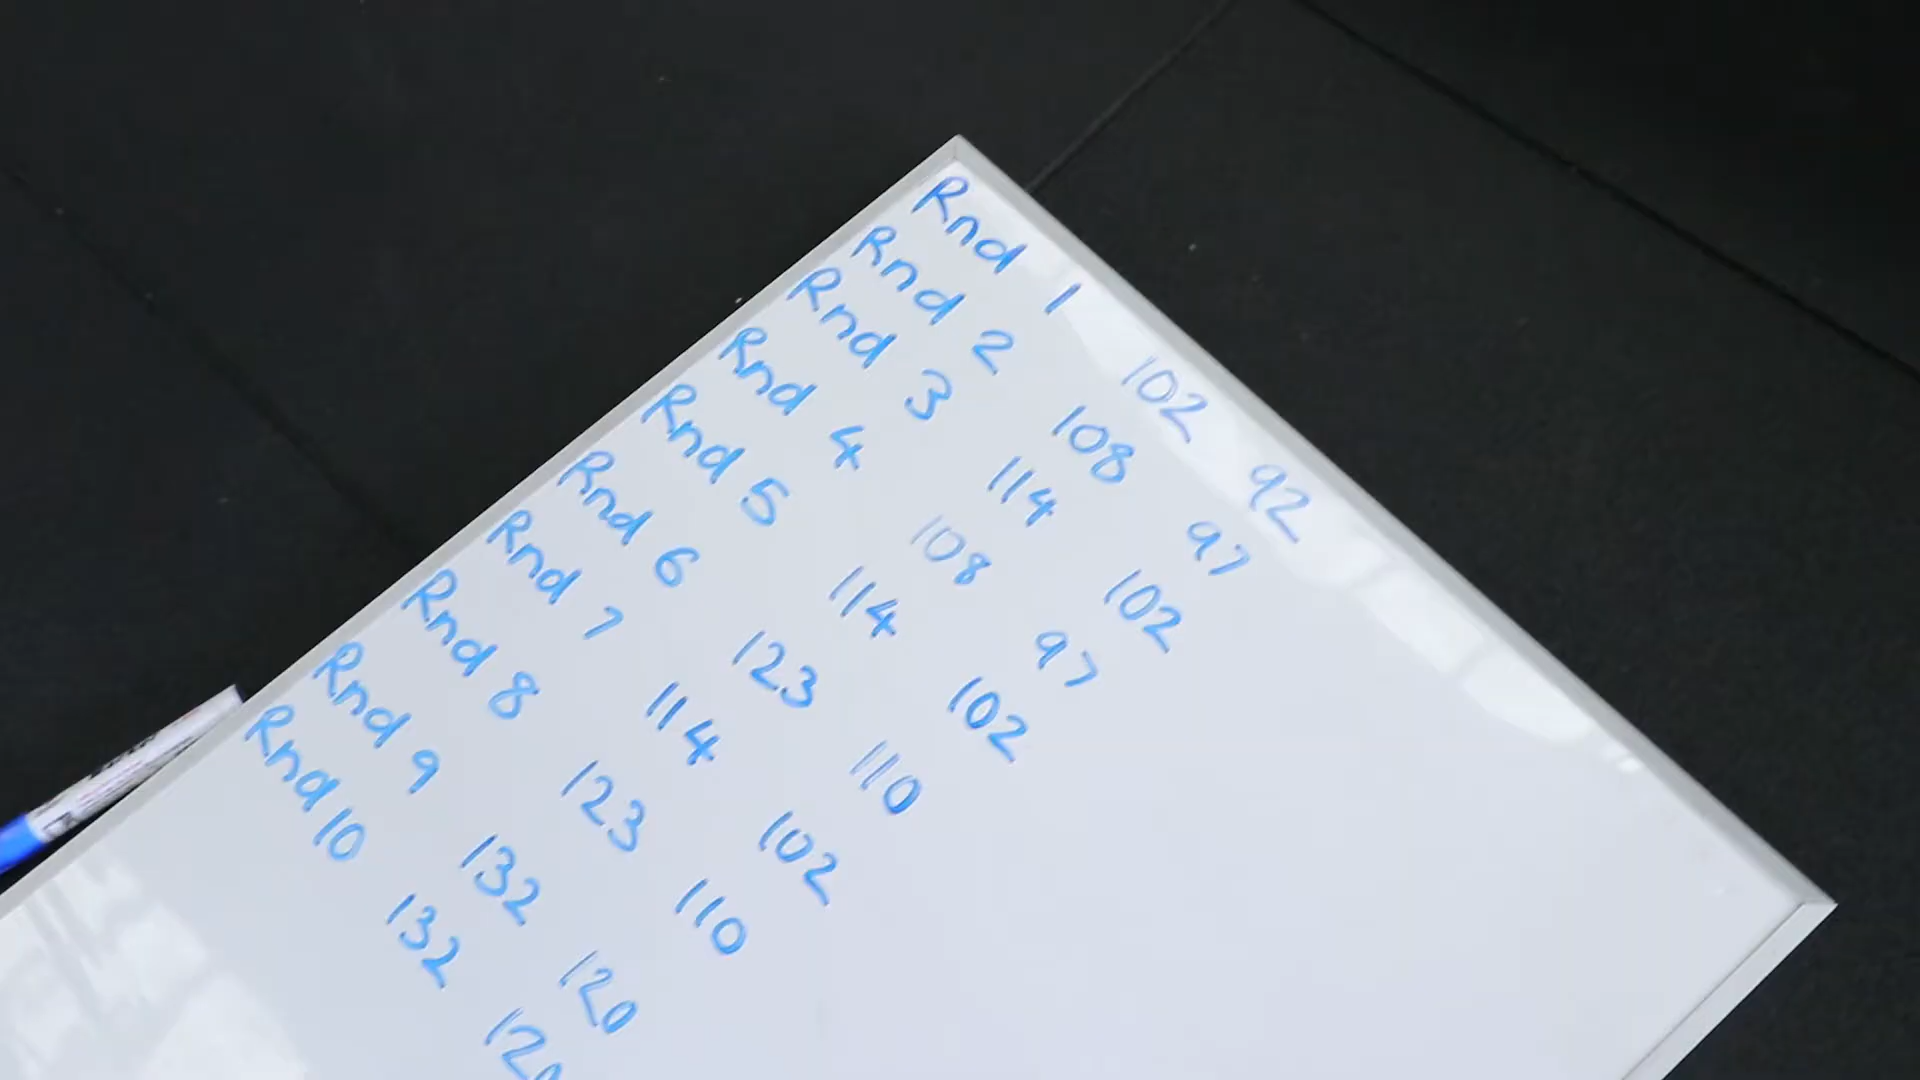 Rnd 1 102 92
Rnd 2 108 97
Rnd 3 114 102
Rnd 4 108 97
Rnd 5 114 102
Rnd 6 123 110
Rnd 7 114 102
Rnd 8 123 110
Rnd 9 132 120
Rnd 10 132 120